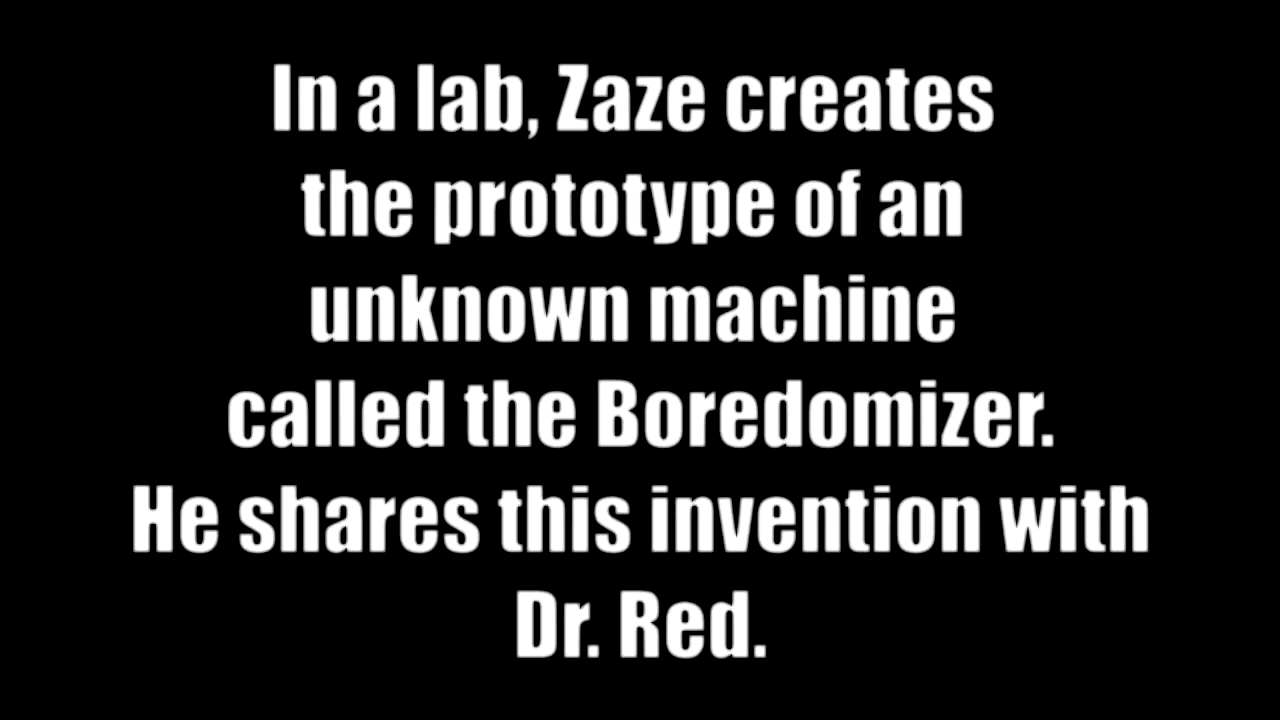 In a lab, Zaze creates
the prototype of an
unknown machine
called the Boredomizer.
He shares this invention with
Dr. Red.